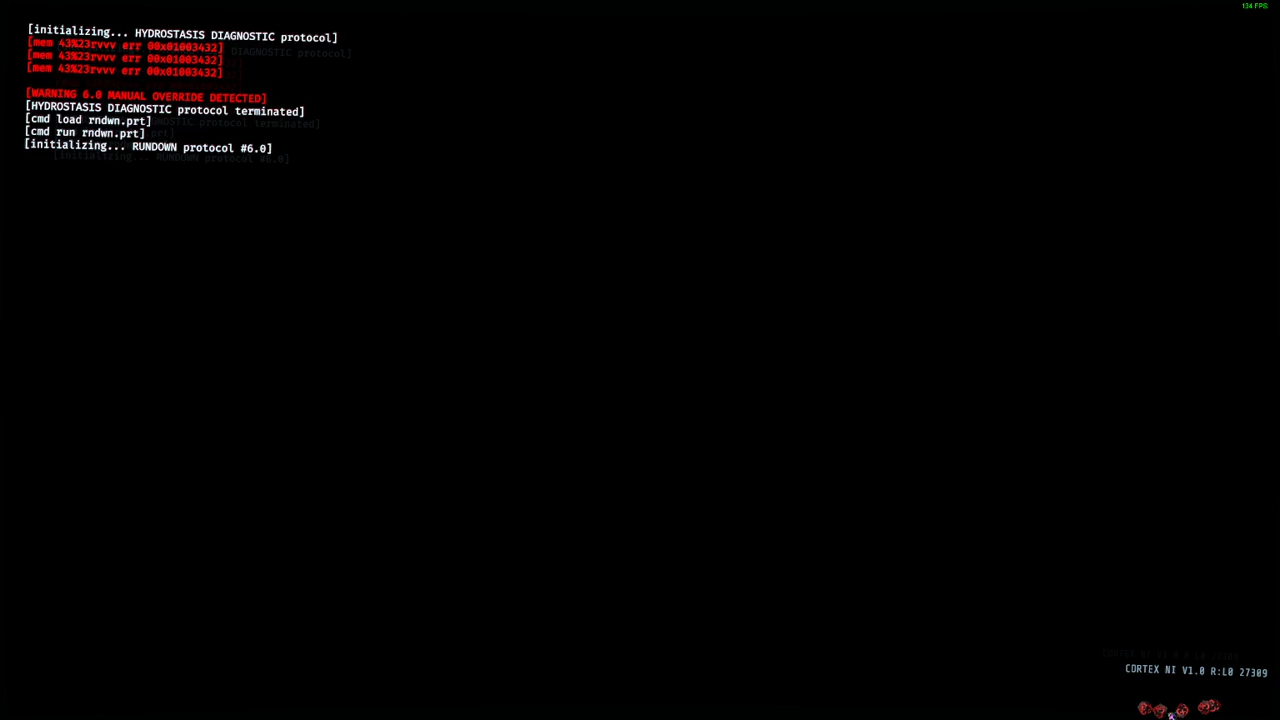 134 FPS
[initializing... HYDROSTASIS DIAGNOSTIC protocol]
[mem 43%23rvvv err 00x01003432]
[mem 43%23rvvv err 00x01003432]
[mem 43%23rvvv err 00x01003432]
[WARNING 6.0 MANUAL OVERRIDE DETECTED]
[HYDROSTASIS DIAGNOSTIC protocol terminated]
[cmd load rndwn.prt]
[cmd run rndwn.prt]
[initializing... RUNDOWN protocol #6.0]
CORTEX NI V1.0 R:L0 27309